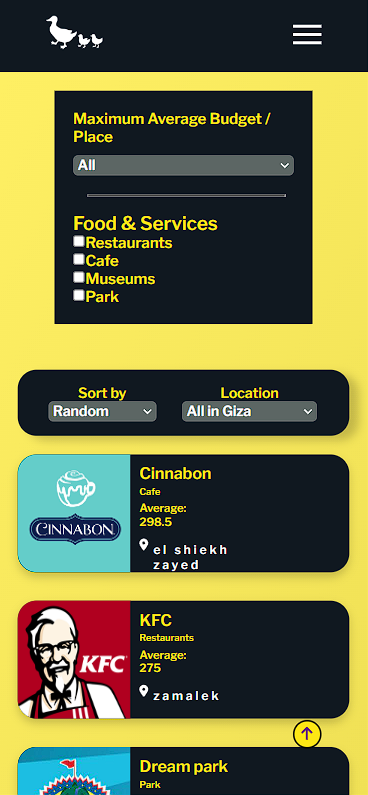 Maximum Average Budget /
Place
All
Food & Services
Restaurants
Cafe
Museums
Park
Sort by
Location
Random
All in Giza
CINNABON
Cinnabon
Cafe
Average:
298.5
el shiekh
zayed
KFC
KFC
Restaurants
Average:
275
zamalek
Dream park
Park